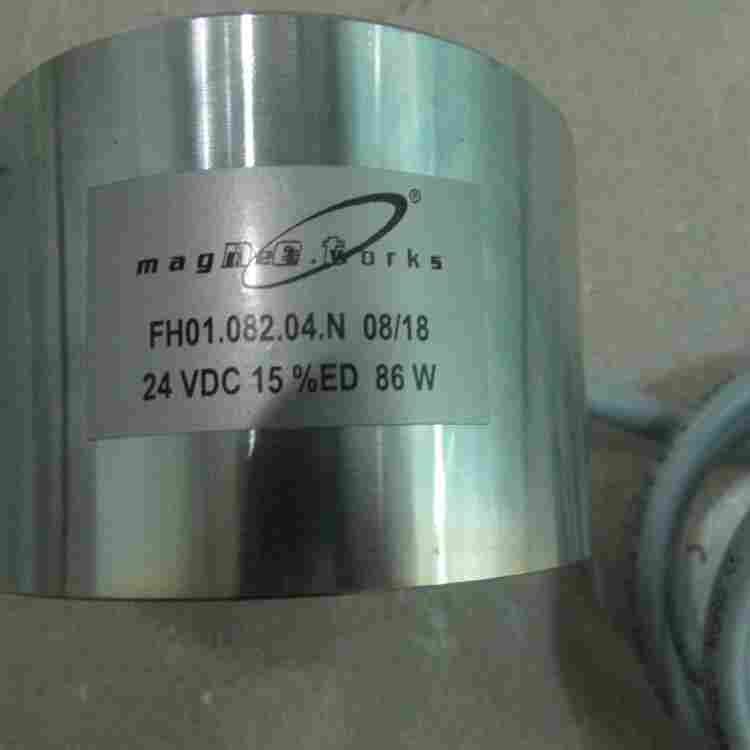 magnet.works®
FH01.082.04.N 08/18
24 VDC 15 %ED 86 W